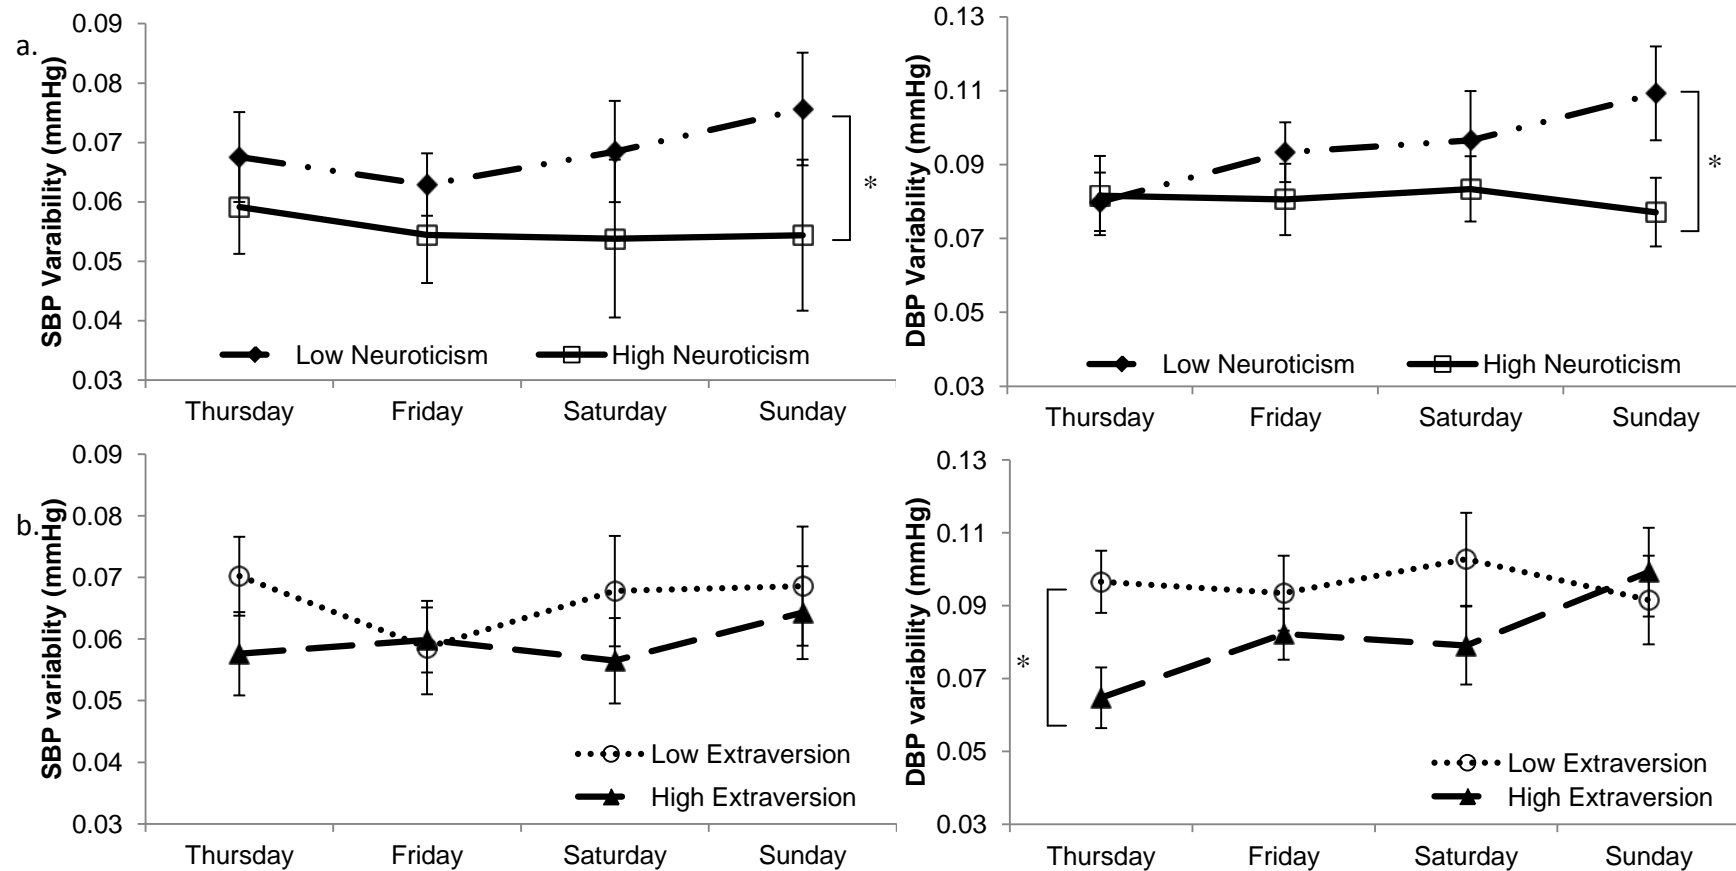 a.
SBP Varaibility (mmHg)
0.09
0.08
0.07
0.06
0.05
0.04
0.03
*
Low Neuroticism
High Neuroticism
Thursday
Friday
Saturday
Sunday
DBP Variability (mmHg)
0.13
0.11
0.09
0.07
0.05
0.03
*
Low Neuroticism
High Neuroticism
Thursday
Friday
Saturday
Sunday
b.
SBP variablity (mmHg)
0.09
0.08
0.07
0.06
0.05
0.04
0.03
Low Extraversion
High Extraversion
Thursday
Friday
Saturday
Sunday
DBP variability (mmHg)
0.13
0.11
0.09
0.07
0.05
0.03
*
Low Extraversion
High Extraversion
Thursday
Friday
Saturday
Sunday